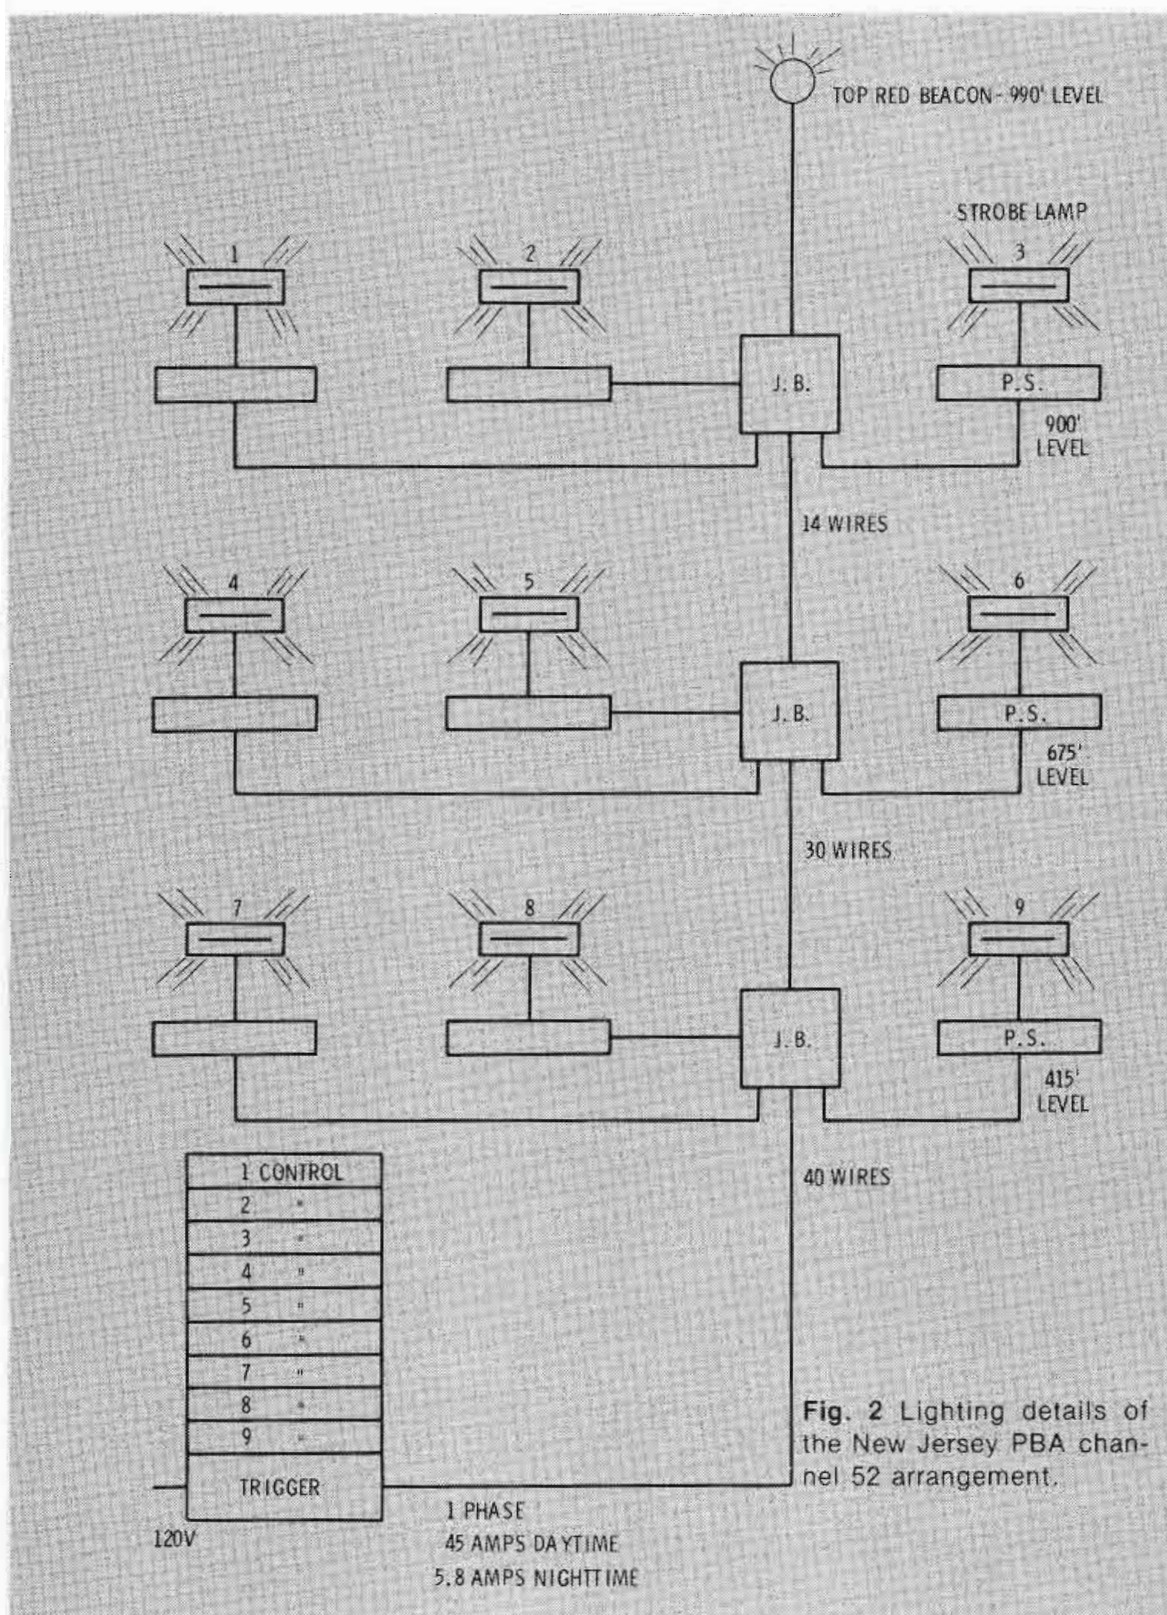 TOP RED BEACON - 990' LEVEL
STROBE LAMP
1
2
3
J.B.
P.S.
900'
LEVEL
14 WIRES
4
5
6
J.B.
P.S.
675'
LEVEL
30 WIRES
7
8
9
J.B.
P.S.
415'
LEVEL
40 WIRES
1 CONTROL
2 "
3 "
4 "
5 "
6 "
7 "
8 "
9 "
TRIGGER
120V
1 PHASE
45 AMPS DAYTIME
5.8 AMPS NIGHTTIME
Fig. 2 Lighting details of
the New Jersey PBA chan-
nel 52 arrangement.